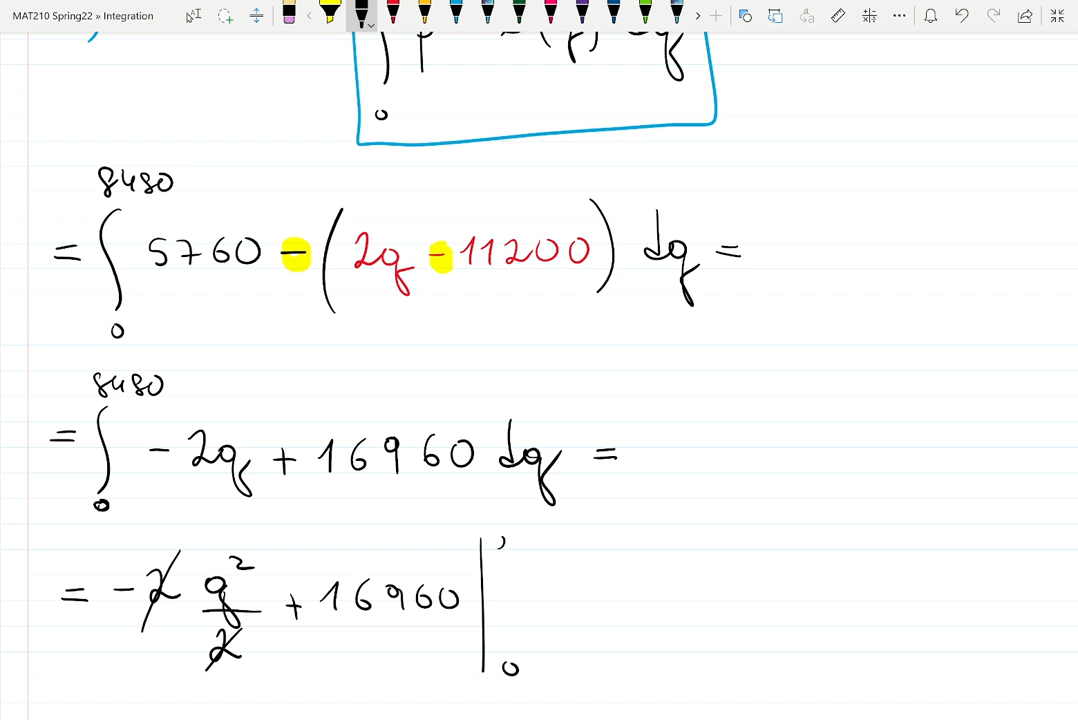 MAT210 Spring22 » Integration
0
8480
= ∫ 5760 - (2q - 11200) dq =
0
8480
= ∫ -2q + 16960 dq =
0
= -2 q² / 2 + 16960 |
0